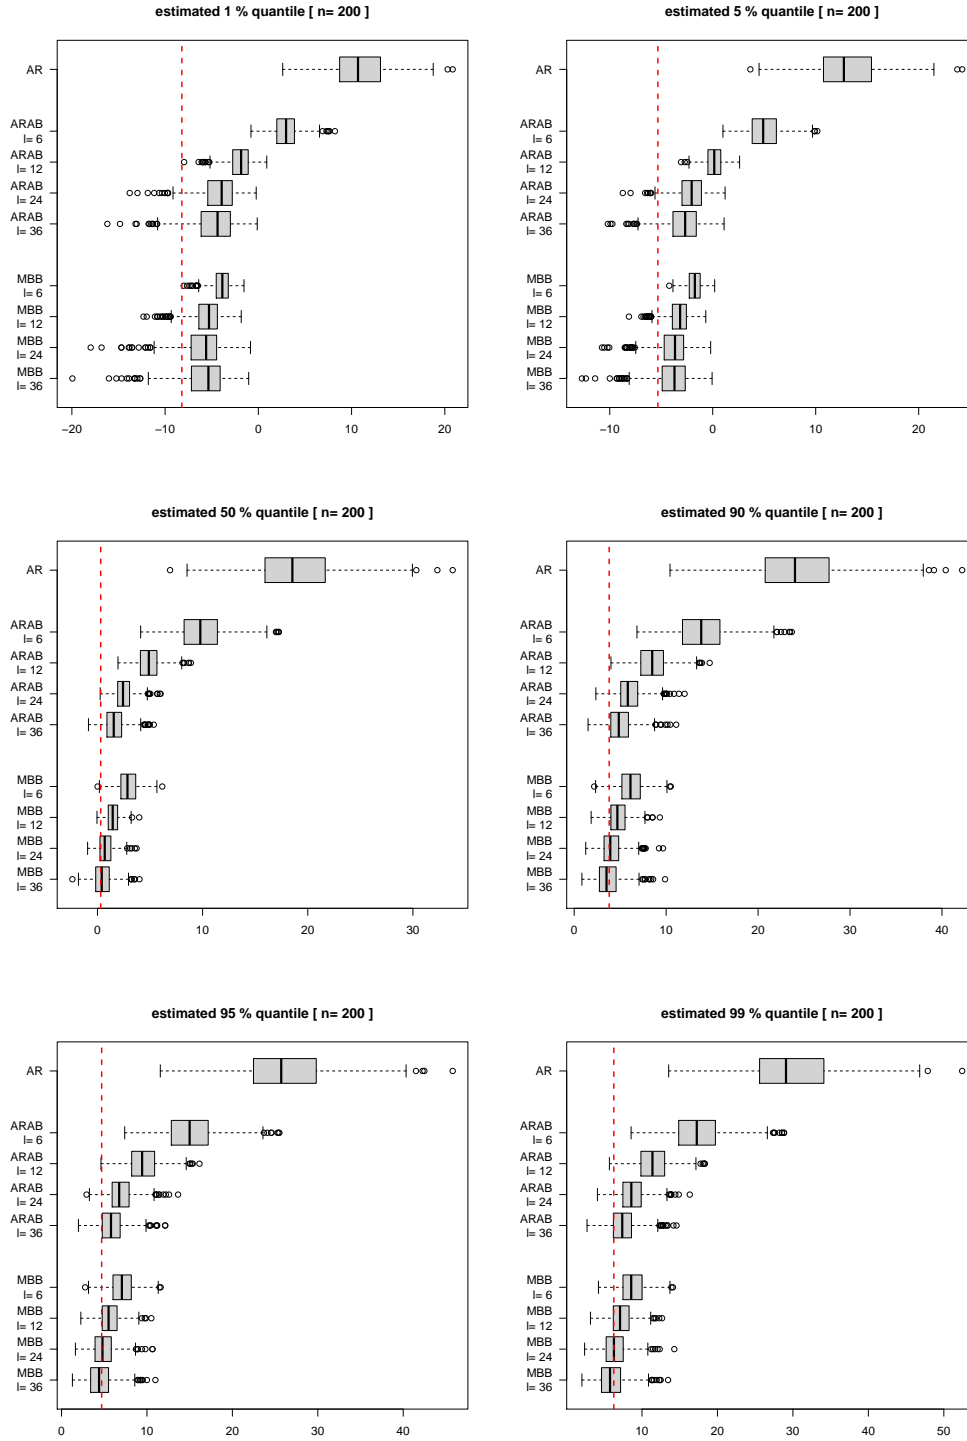 estimated 1 % quantile [ n= 200 ]
AR
ARAB
l= 6
ARAB
l= 12
ARAB
l= 24
ARAB
l= 36
MBB
l= 6
MBB
l= 12
MBB
l= 24
MBB
l= 36
−20 −10 0 10 20
estimated 5 % quantile [ n= 200 ]
AR
ARAB
l= 6
ARAB
l= 12
ARAB
l= 24
ARAB
l= 36
MBB
l= 6
MBB
l= 12
MBB
l= 24
MBB
l= 36
−10 0 10 20
estimated 50 % quantile [ n= 200 ]
AR
ARAB
l= 6
ARAB
l= 12
ARAB
l= 24
ARAB
l= 36
MBB
l= 6
MBB
l= 12
MBB
l= 24
MBB
l= 36
0 10 20 30
estimated 90 % quantile [ n= 200 ]
AR
ARAB
l= 6
ARAB
l= 12
ARAB
l= 24
ARAB
l= 36
MBB
l= 6
MBB
l= 12
MBB
l= 24
MBB
l= 36
0 10 20 30 40
estimated 95 % quantile [ n= 200 ]
AR
ARAB
l= 6
ARAB
l= 12
ARAB
l= 24
ARAB
l= 36
MBB
l= 6
MBB
l= 12
MBB
l= 24
MBB
l= 36
0 10 20 30 40
estimated 99 % quantile [ n= 200 ]
AR
ARAB
l= 6
ARAB
l= 12
ARAB
l= 24
ARAB
l= 36
MBB
l= 6
MBB
l= 12
MBB
l= 24
MBB
l= 36
10 20 30 40 50